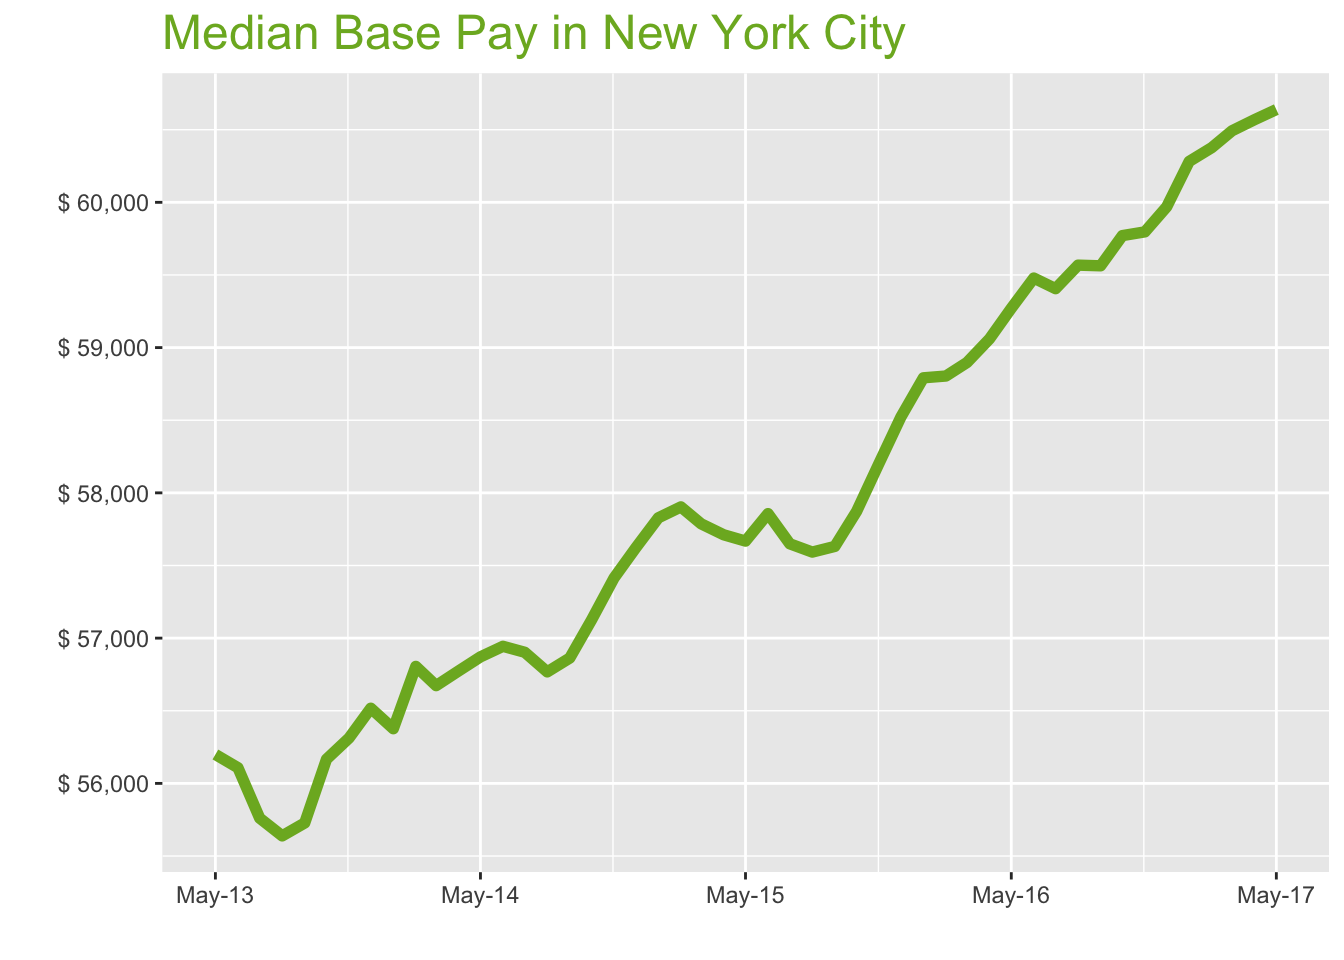 Median Base Pay in New York City
$ 60,000
$ 59,000
$ 58,000
$ 57,000
$ 56,000
May-13 May-14 May-15 May-16 May-17